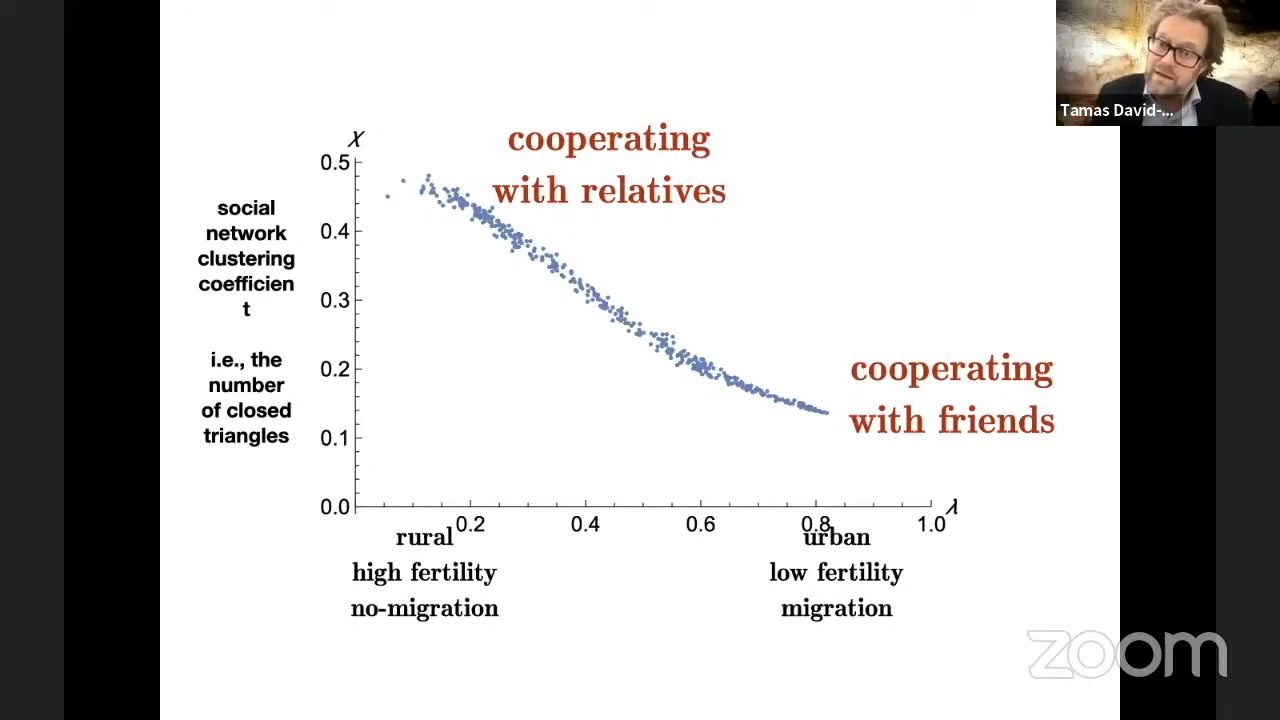 Tamas David-...
cooperating
with relatives
χ
0.5
0.4
0.3
0.2
0.1
0.0
social
network
clustering
coefficien
t
i.e., the
number
of closed
triangles
cooperating
with friends
0.2 0.4 0.6 0.8 1.0 λ
rural
high fertility
no-migration
urban
low fertility
migration
zoom